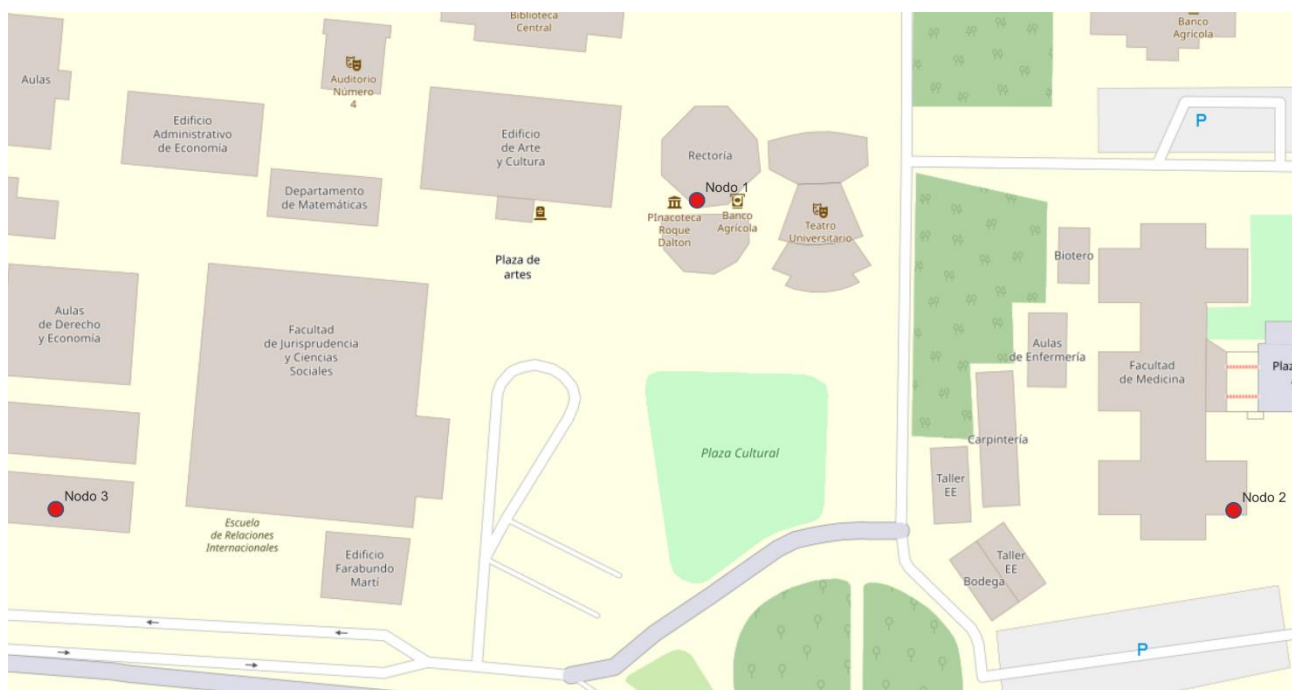 Biblioteca
Central
Banco
Agrícola
Aulas
Auditorio
Número
4
P
Edificio
Administrativo
de Economía
Edificio
de Arte
y Cultura
Rectoría
Departamento
de Matemáticas
Nodo 1
PInacoteca
Roque
Dalton
Banco
Agrícola
Teatro
Universitario
Plaza de
artes
Biotero
Aulas
de Derecho
y Economía
Facultad
de Jurisprudencia
y Ciencias
Sociales
Aulas
de Enfermería
Facultad
de Medicina
Carpintería
Plaza Cultural
Taller
EE
Nodo 3
Nodo 2
Escuela
de Relaciones
Internacionales
Edificio
Farabundo
Martí
Taller
EE
Bodega
P